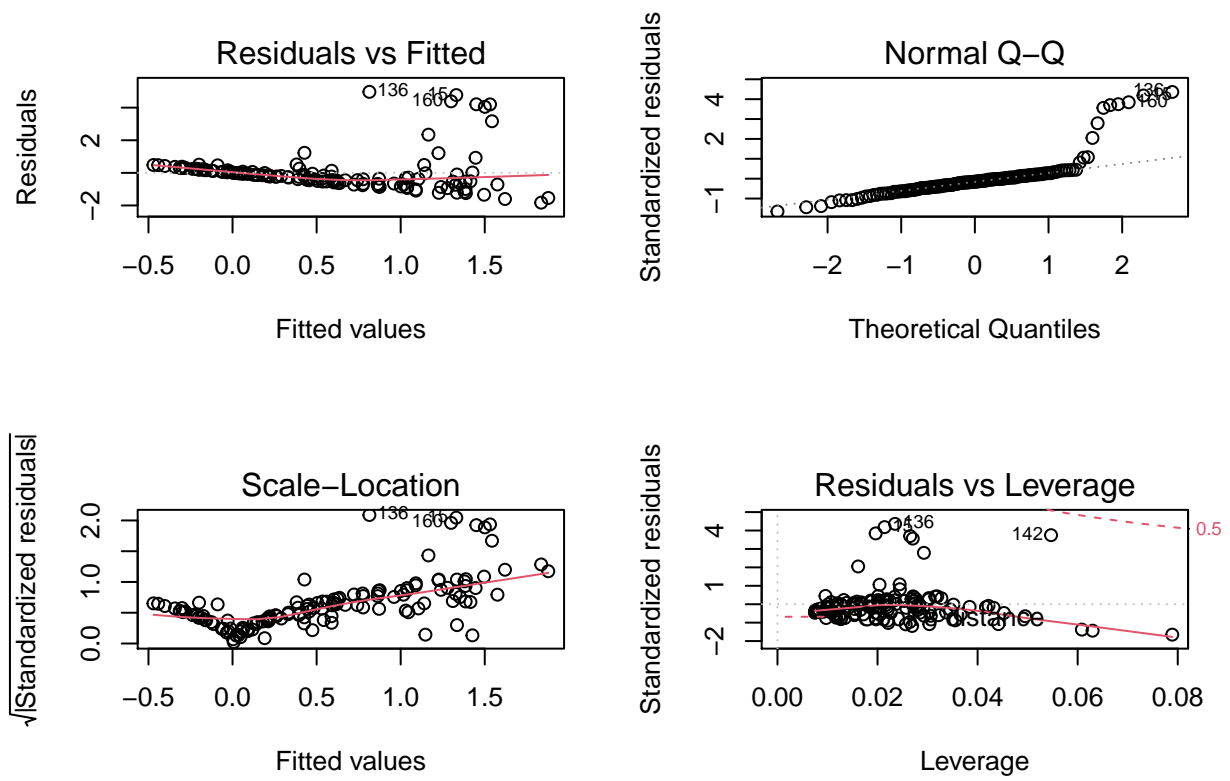 Residuals vs Fitted
Residuals
2
−2
136
15
160
−0.5 0.0 0.5 1.0 1.5
Fitted values
Normal Q−Q
Standardized residuals
4
2
−1
136
160
−2 −1 0 1 2
Theoretical Quantiles
Scale−Location
√|Standardized residuals|
2.0
1.0
0.0
136
15
160
−0.5 0.0 0.5 1.0 1.5
Fitted values
Residuals vs Leverage
Standardized residuals
4
1
−2
136
15
142
0.5
0.00 0.02 0.04 0.06 0.08
Leverage